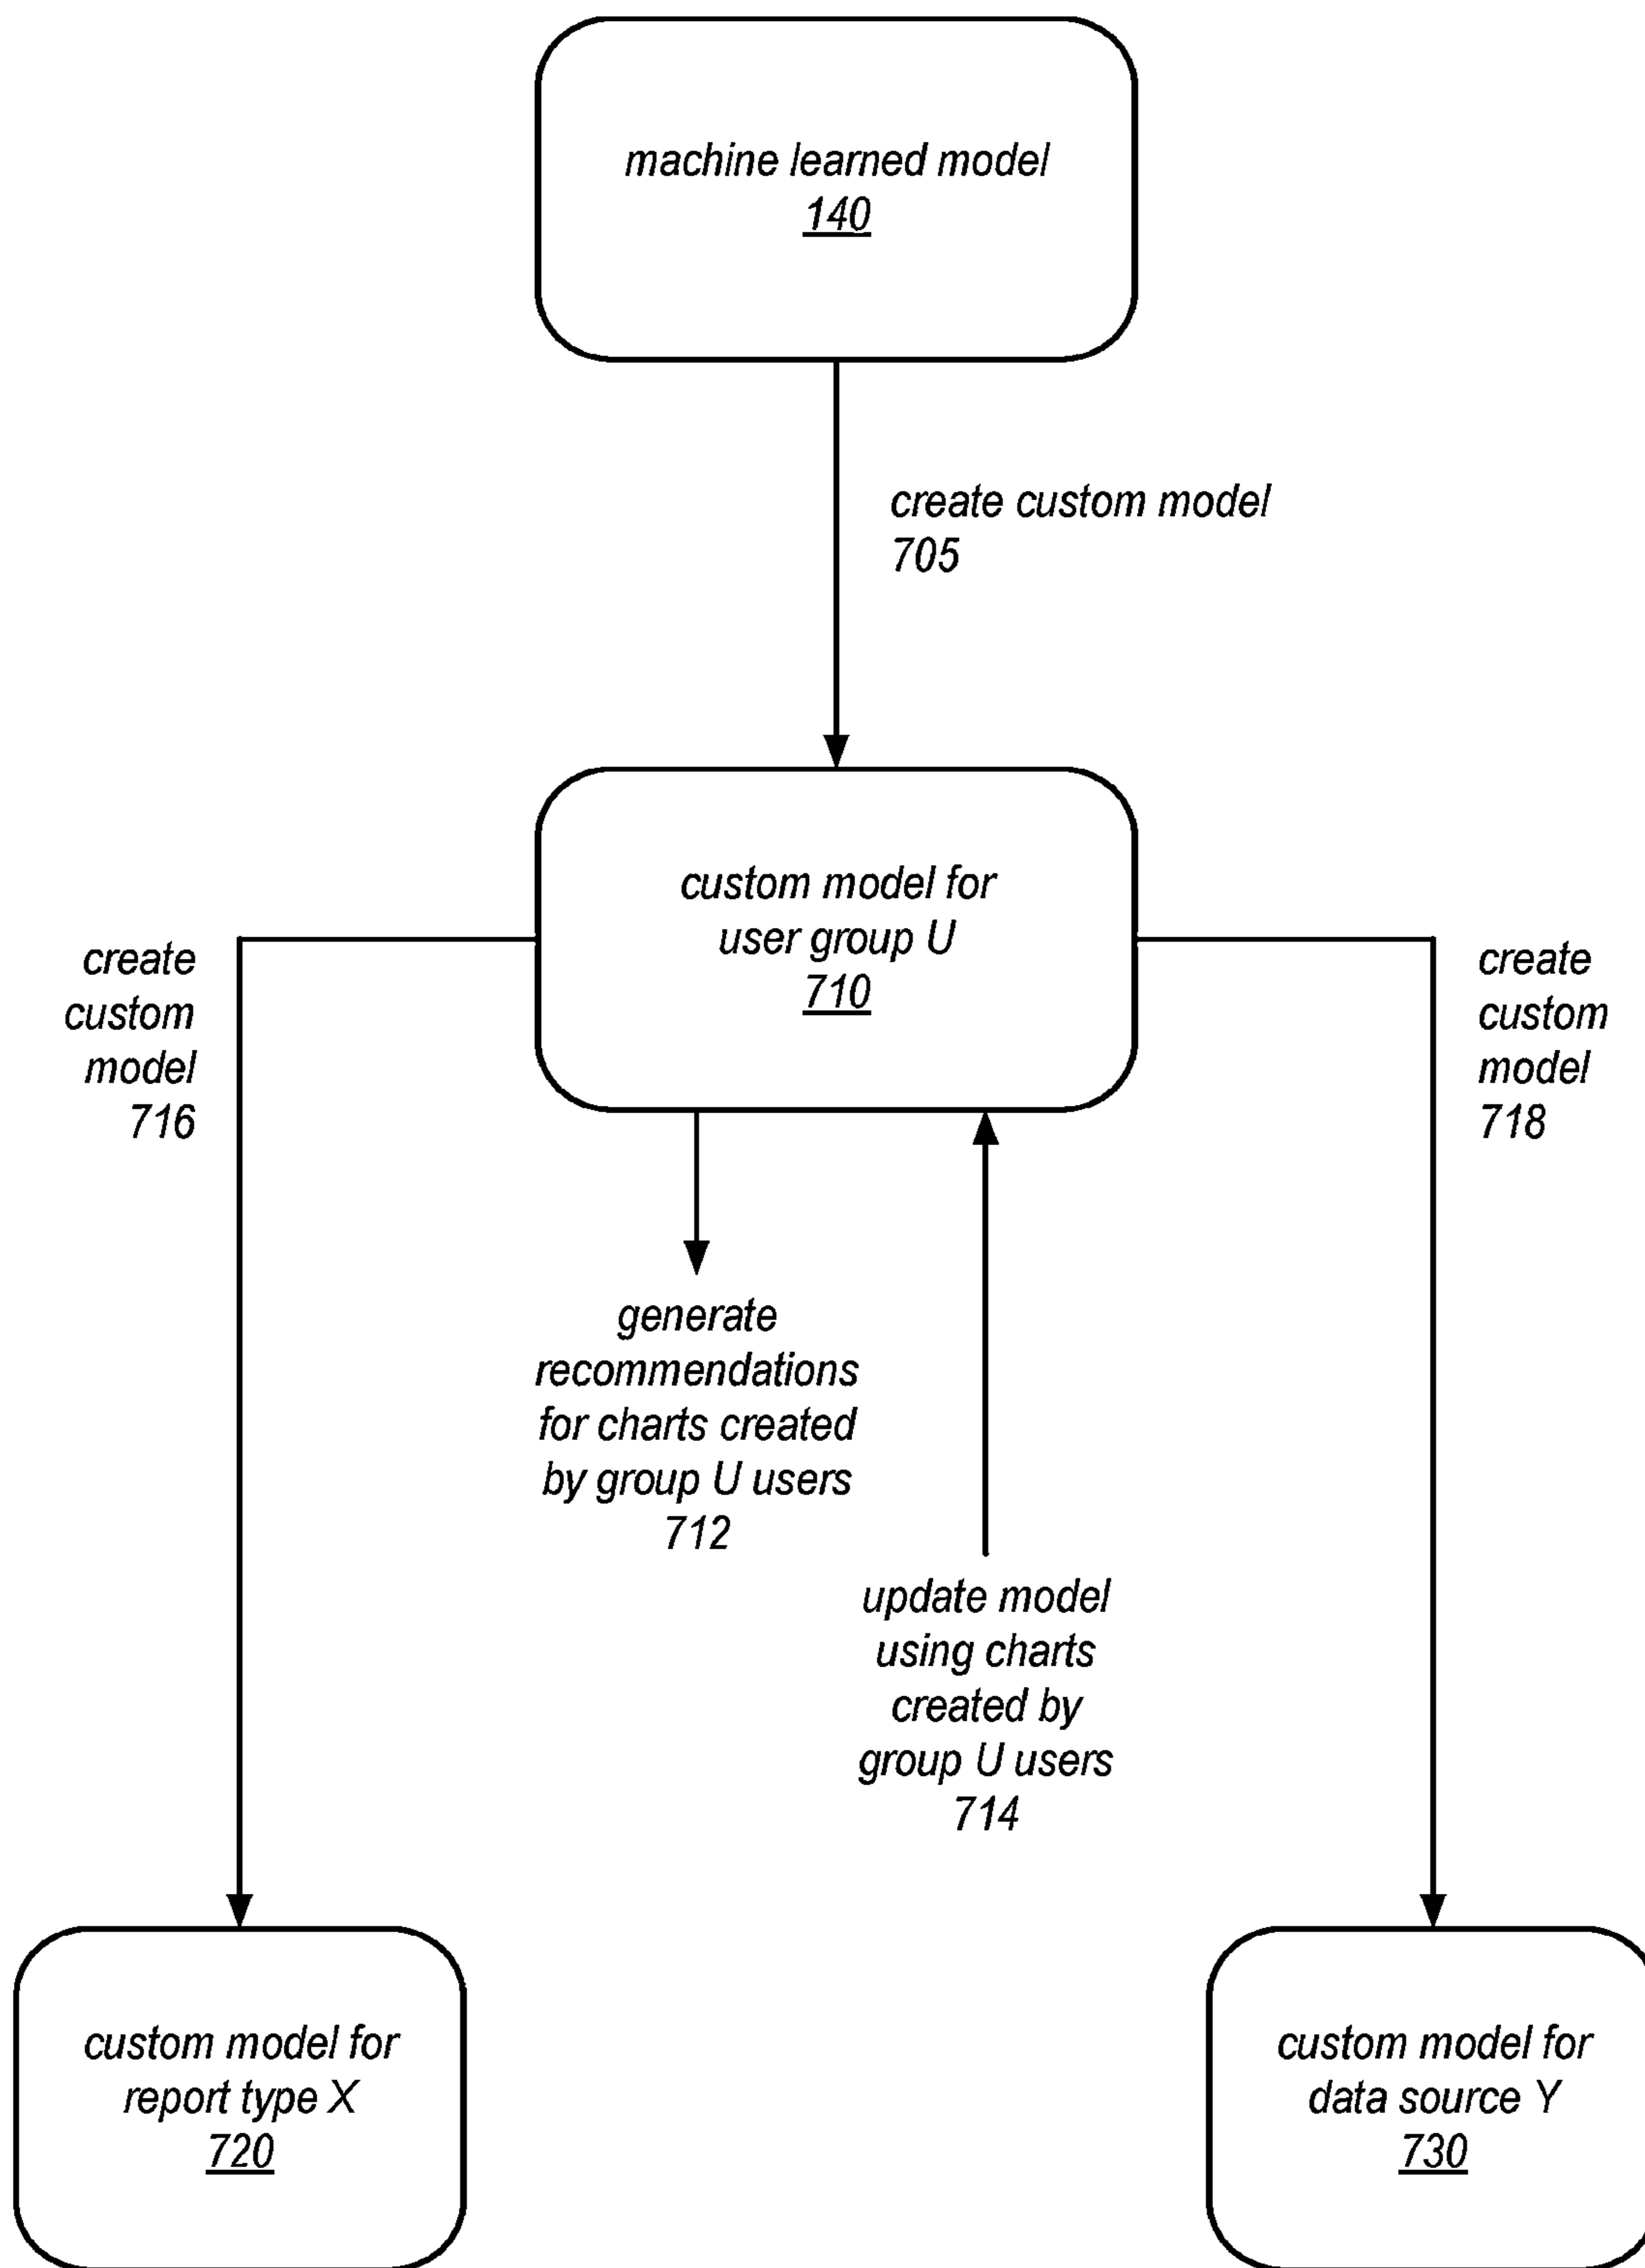 machine learned model
140
create custom model
705
custom model for
user group U
710
create
custom
model
716
create
custom
model
718
generate
recommendations
for charts created
by group U users
712
update model
using charts
created by
group U users
714
custom model for
report type X
720
custom model for
data source Y
730